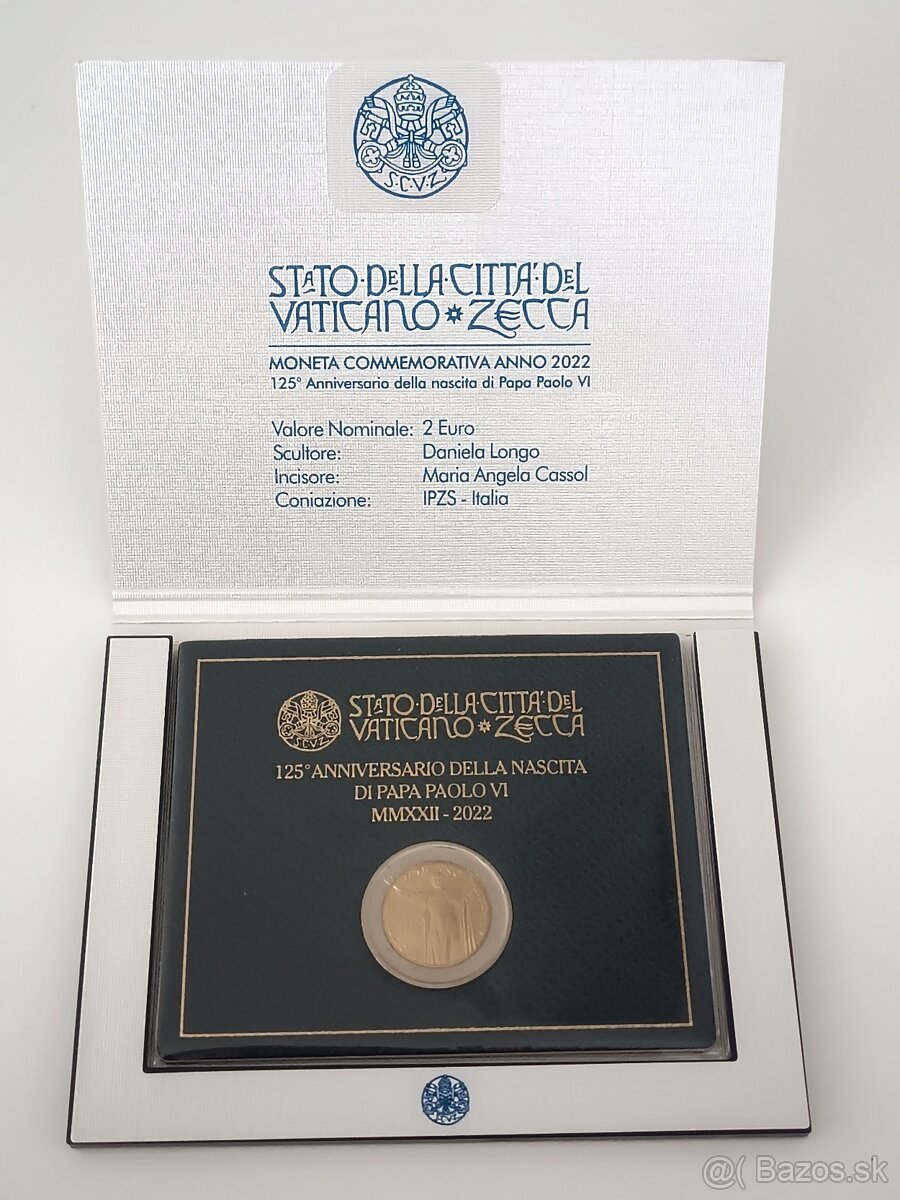 S.C.V.Z
STaTO·DeLLA·CITTA'·DeL
VATICANO * ZECCA
MONETA COMMEMORATIVA ANNO 2022
125° Anniversario della nascita di Papa Paolo VI
Valore Nominale: 2 Euro
Scultore: Daniela Longo
Incisore: Maria Angela Cassol
Coniazione: IPZS - Italia
S.C.V.Z
STaTO·DeLLA·CITTA'·DeL
VATICANO * ZECCA
125° ANNIVERSARIO DELLA NASCITA
DI PAPA PAOLO VI
MMXXII - 2022
@( Bazos.sk